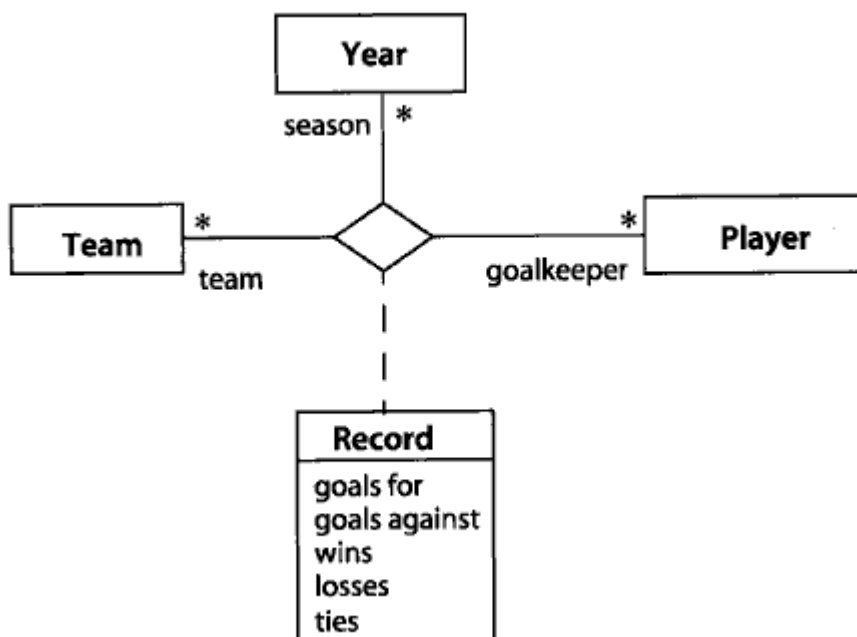 Year
season *
* *
Team Player
team goalkeeper
Record
goals for
goals against
wins
losses
ties